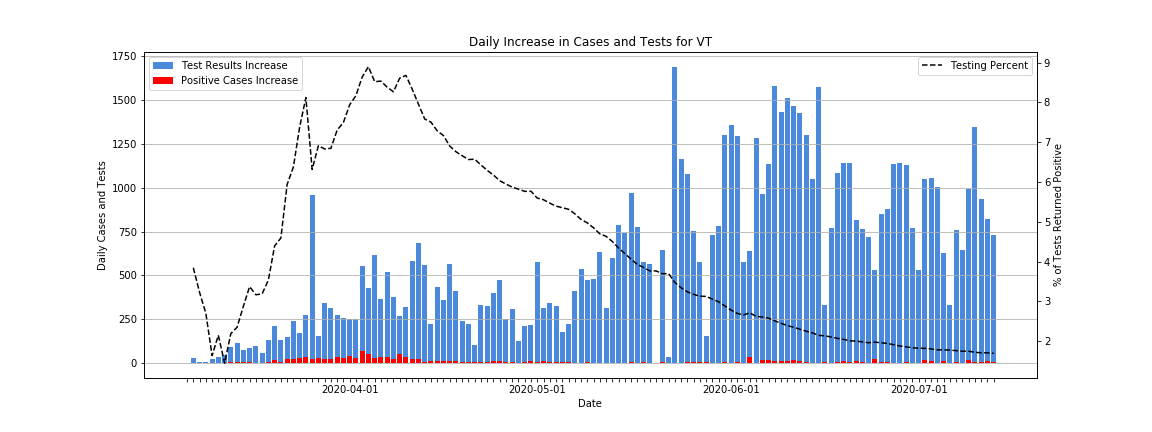 Daily Increase in Cases and Tests for VT
Test Results Increase
Positive Cases Increase
Testing Percent
1750
1500
1250
1000
750
500
250
0
Daily Cases and Tests
9
8
7
6
5
4
3
2
% of Tests Returned Positive
2020-04-01
2020-05-01
2020-06-01
2020-07-01
Date